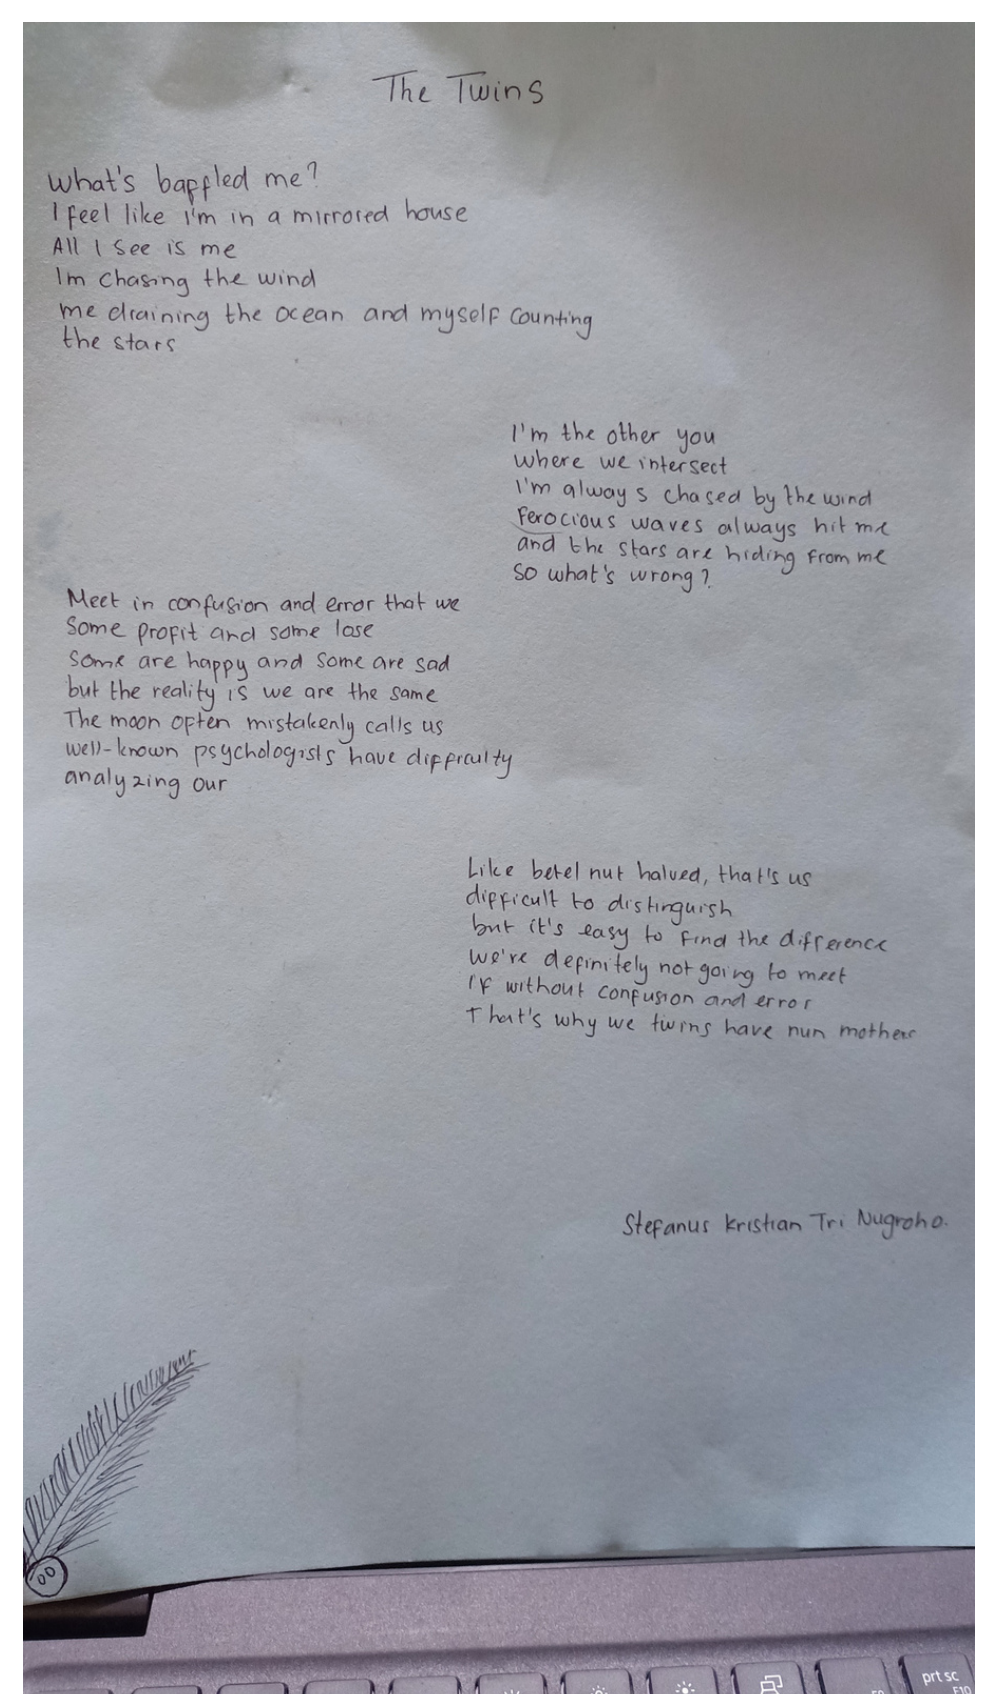 The Twins
What's baffled me?
I feel like i'm in a mirrored house
All I see is me
Im chasing the wind
me draining the ocean and myself counting
the stars
I'm the other you
where we intersect
I'm always chased by the wind
Ferocious waves always hit me
and the stars are hiding from me
so what's wrong?
Meet in confusion and error that we
some profit and some lose
some are happy and some are sad
but the reality is we are the same
The moon often mistakenly calls us
well-known psychologists have difficulty
analyzing our
Like betel nut halved, that's us
difficult to distinguish
but it's easy to find the difference
we're definitely not going to meet
if without confusion and error
That's why we twins have nun mother
Stefanus Kristian Tri Nugroho.
prt sc
F10